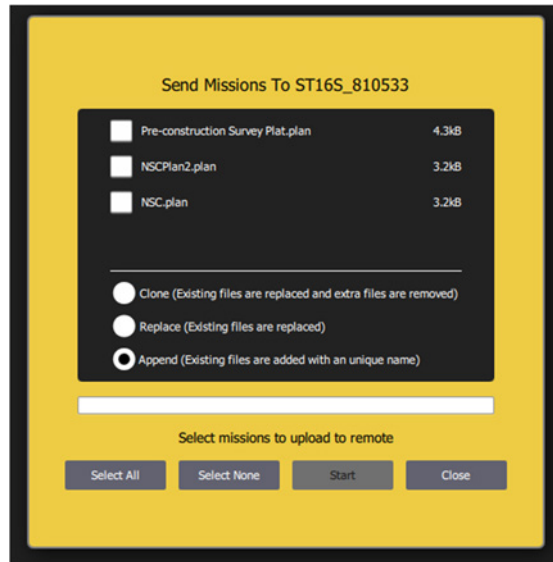 Send Missions To ST16S_810533
Pre-construction Survey Plat.plan 4.3kB
NSCPlan2.plan 3.2kB
NSC.plan 3.2kB
Clone (Existing files are replaced and extra files are removed)
Replace (Existing files are replaced)
Append (Existing files are added with an unique name)
Select missions to upload to remote
Select All Select None Start Close